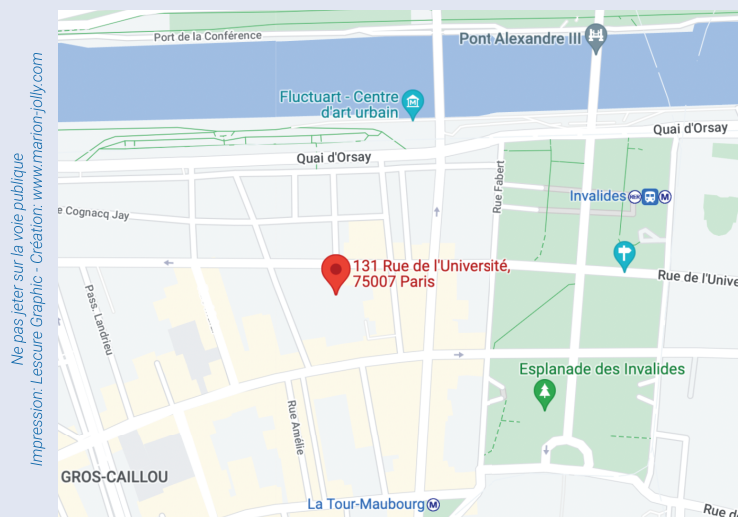 Ne pas jeter sur la voie publique
Impression: Lescure Graphic - Création: www.marion-jolly.com
Port de la Conférence
Pont Alexandre III
Fluctuart - Centre
d'art urbain
Quai d'Orsay
Quai d'Orsay
Rue Fabert
Invalides
e Cognacq Jay
131 Rue de l'Université,
75007 Paris
Rue de l'Unive
Pass. Landrieu
Esplanade des Invalides
Rue Amélie
GROS-CAILLOU
La Tour-Maubourg M
Rue d